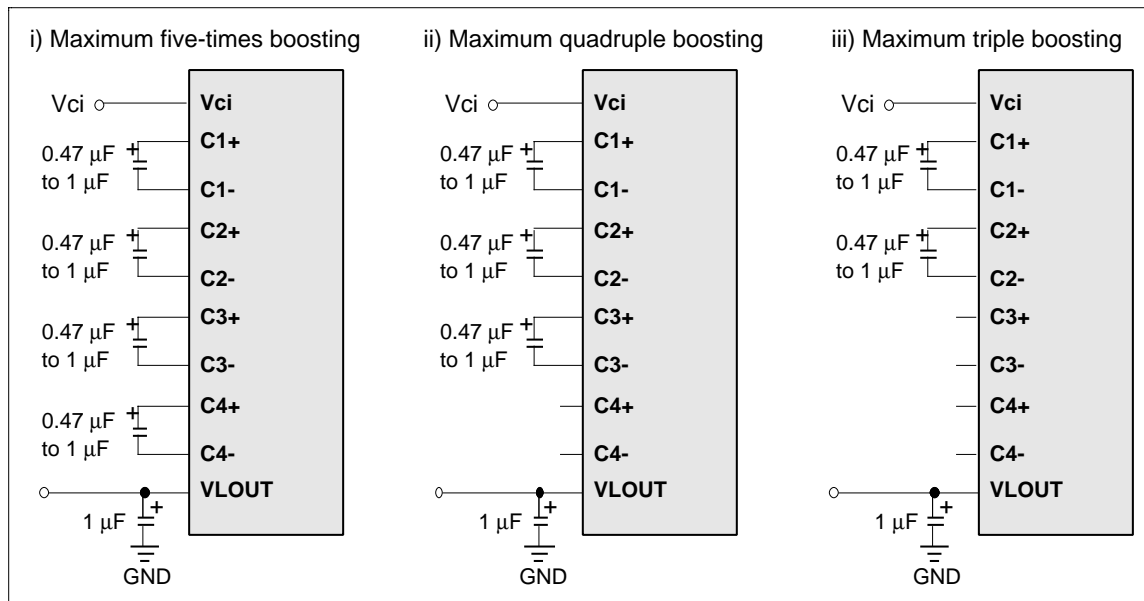 i) Maximum five-times boosting
Vci
Vci
C1+
+
0.47 μF
to 1 μF
C1-
C2+
+
0.47 μF
to 1 μF
C2-
C3+
+
0.47 μF
to 1 μF
C3-
C4+
+
0.47 μF
to 1 μF
C4-
VLOUT
+
1 μF
GND
ii) Maximum quadruple boosting
Vci
Vci
C1+
+
0.47 μF
to 1 μF
C1-
C2+
+
0.47 μF
to 1 μF
C2-
C3+
+
0.47 μF
to 1 μF
C3-
C4+
C4-
VLOUT
+
1 μF
GND
iii) Maximum triple boosting
Vci
Vci
C1+
+
0.47 μF
to 1 μF
C1-
C2+
+
0.47 μF
to 1 μF
C2-
C3+
C3-
C4+
C4-
VLOUT
+
1 μF
GND